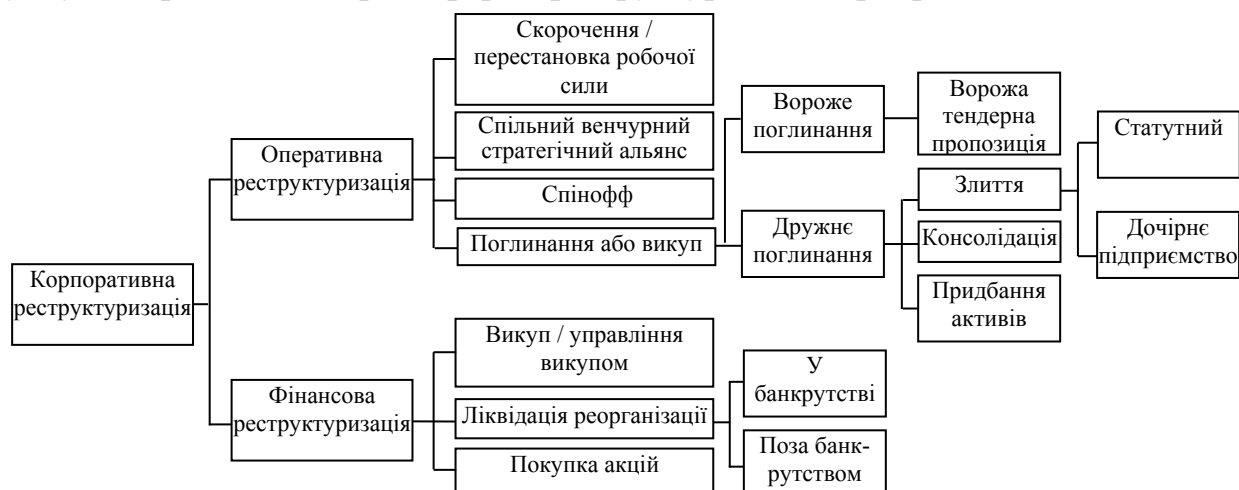 Скорочення /
перестановка робочої
сили
Спільний венчурний
стратегічний альянс
Спінофф
Поглинання або викуп
Оперативна
реструктуризація
Вороже
поглинання
Ворожа
тендерна
пропозиція
Статутний
Злиття
Дружнє
поглинання
Консолідація
Дочірнє
підприємство
Придбання
активів
Корпоративна
реструктуризація
Викуп / управління
викупом
Фінансова
реструктуризація
Ліквідація реорганізації
Покупка акцій
У
банкрутстві
Поза банк-
рутством